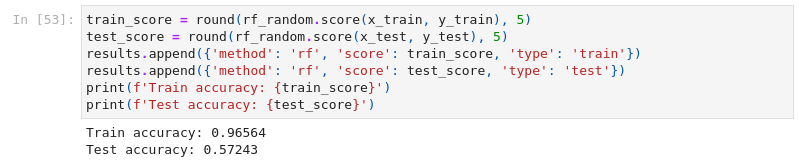 In [53]: train_score = round(rf_random.score(x_train, y_train), 5)
test_score = round(rf_random.score(x_test, y_test), 5)
results.append({'method': 'rf', 'score': train_score, 'type': 'train'})
results.append({'method': 'rf', 'score': test_score, 'type': 'test'})
print(f'Train accuracy: {train_score}')
print(f'Test accuracy: {test_score}')
Train accuracy: 0.96564
Test accuracy: 0.57243